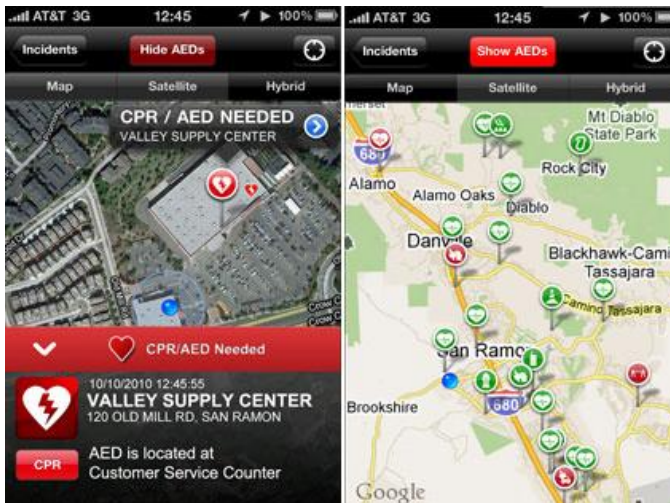 AT&T 3G 12:45 100%
Incidents Hide AEDs
Map Satellite Hybrid
CPR / AED NEEDED
VALLEY SUPPLY CENTER
CPR/AED Needed
10/10/2010 12:45:55
VALLEY SUPPLY CENTER
120 OLD MILL RD, SAN RAMON
CPR
AED is located at
Customer Service Counter
AT&T 3G 12:45 100%
Incidents Show AEDs
Map Satellite Hybrid
Mt Diablo
State Park
680
Rock City
Alamo
Alamo Oaks
Diablo
Danville
Blackhawk-Cami
Tassajara
Camino Tassajara
San Ramon
Brookshire
680
Google